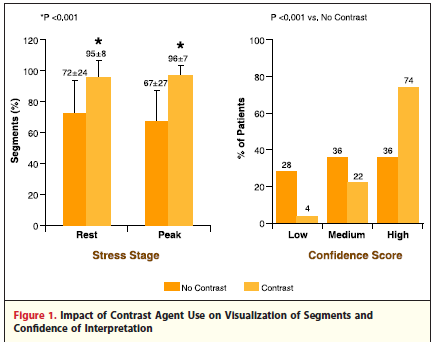 *P <0.001
P <0.001 vs. No Contrast
Segments (%)
120
100
80
60
40
20
0
72±24
95±8
*
67±27
96±7
*
Rest
Peak
Stress Stage
% of Patients
100
80
60
40
20
0
28
4
36
22
36
74
Low
Medium
High
Confidence Score
No Contrast
Contrast
Figure 1. Impact of Contrast Agent Use on Visualization of Segments and
Confidence of Interpretation